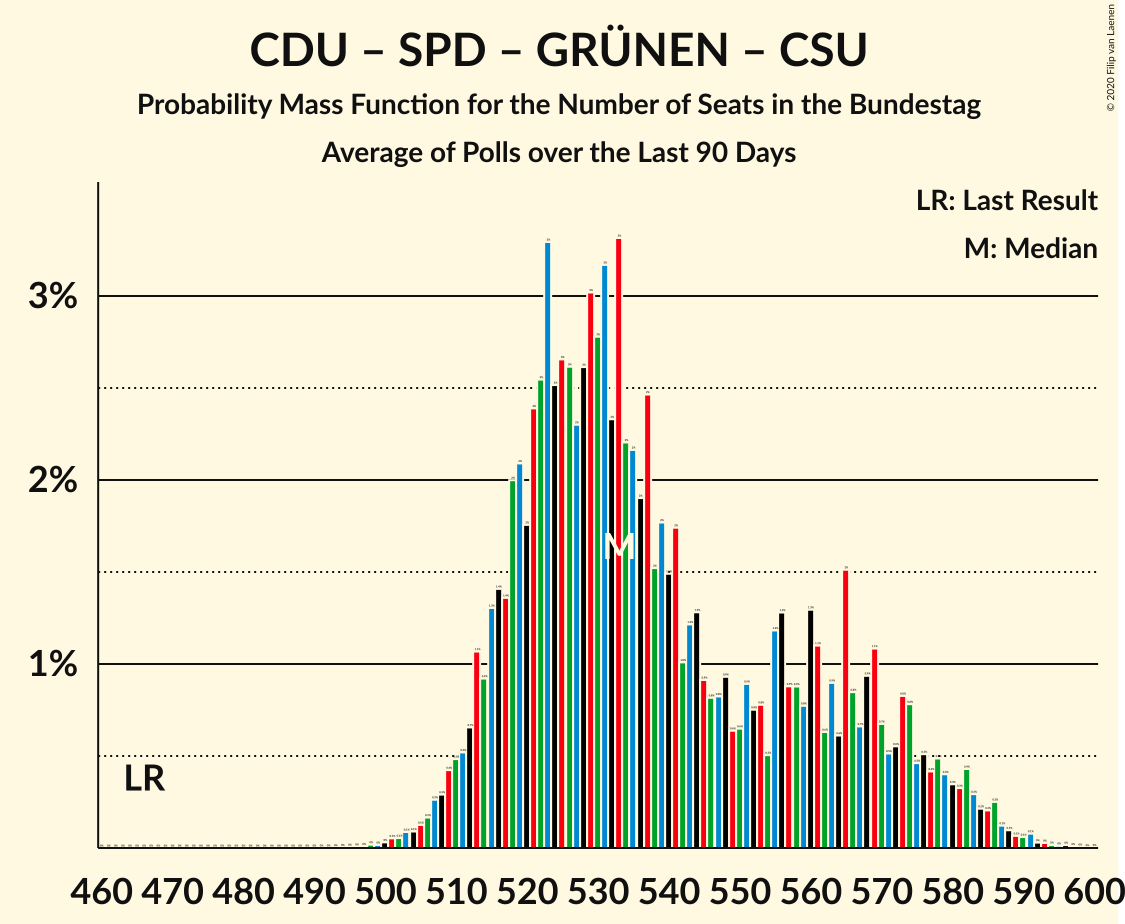 CDU – SPD – GRÜNEN – CSU
Probability Mass Function for the Number of Seats in the Bundestag
Average of Polls over the Last 90 Days
© 2020 Filip van Laenen
LR: Last Result
M: Median
3%
2%
1%
LR
M
460 470 480 490 500 510 520 530 540 550 560 570 580 590 600